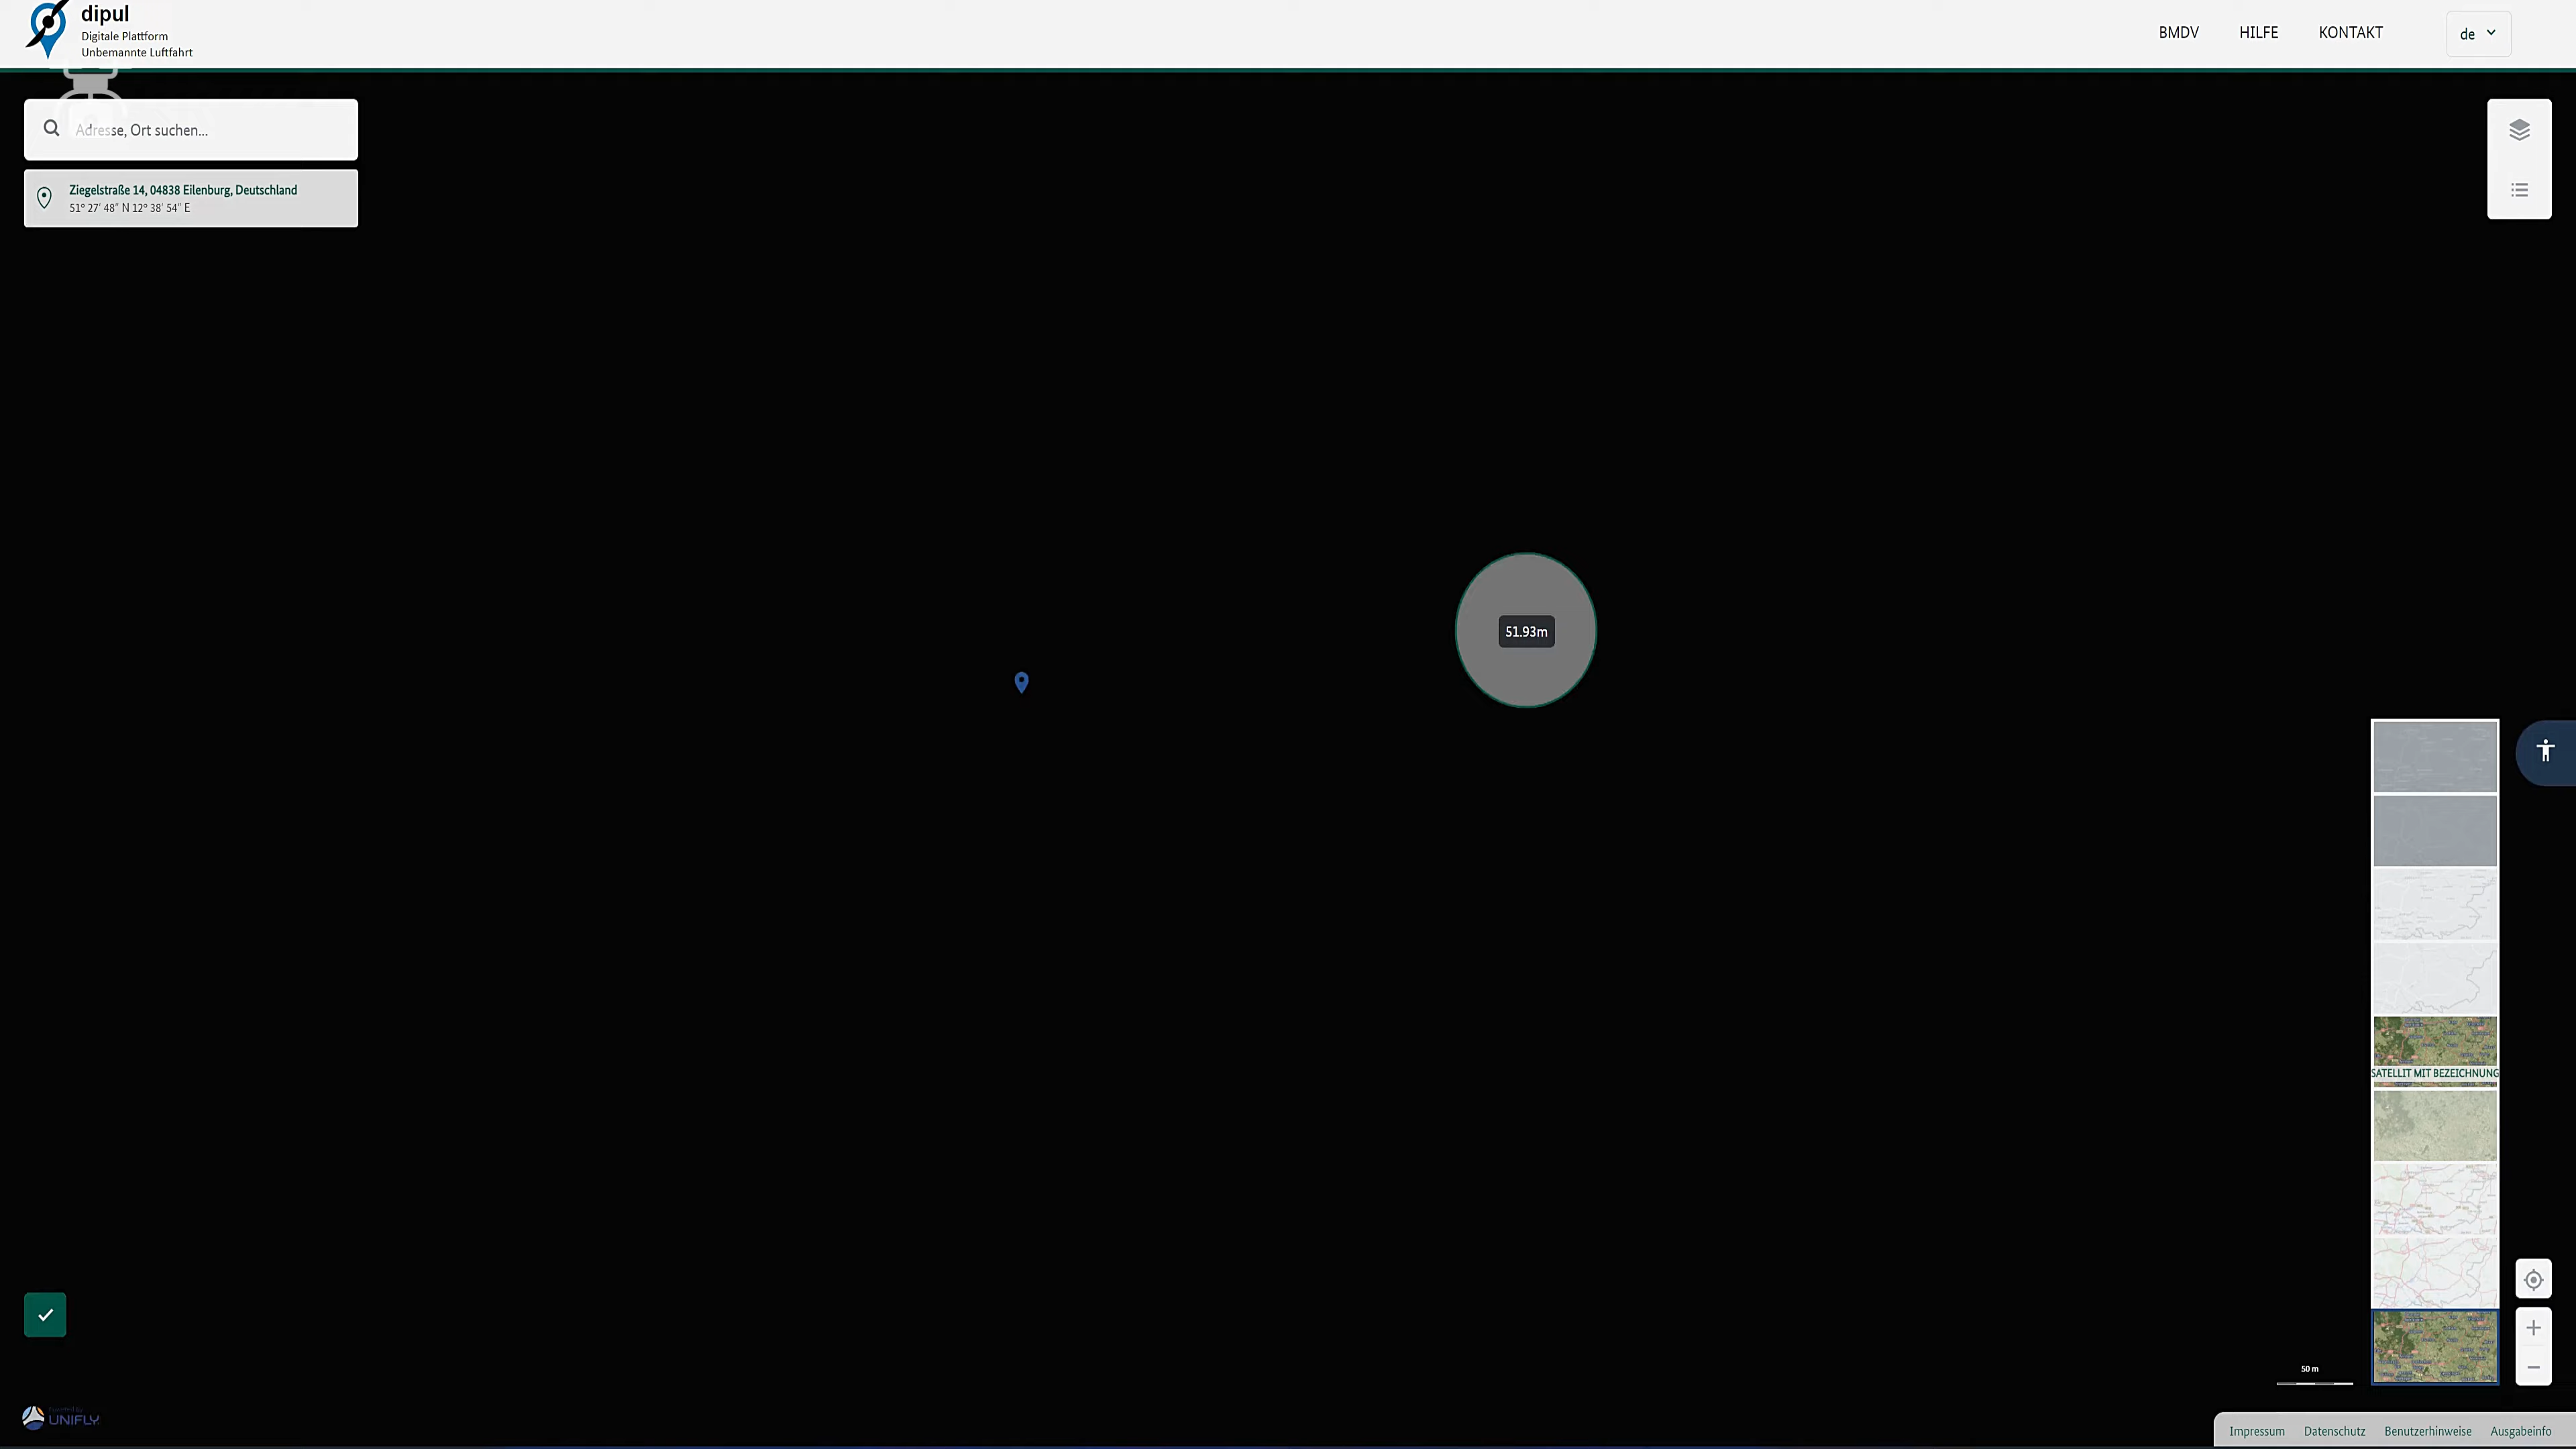 dipul
Digitale Plattform
Unbemannte Luftfahrt
BMDV
HILFE
KONTAKT
de
Adresse, Ort suchen...
Ziegelstraße 14, 04838 Eilenburg, Deutschland
51° 27' 48" N 12° 38' 54" E
51.93m
SATELLIT MIT BEZEICHNUNG
50 m
UNIFLY
Impressum
Datenschutz
Benutzerhinweise
Ausgabeinfo